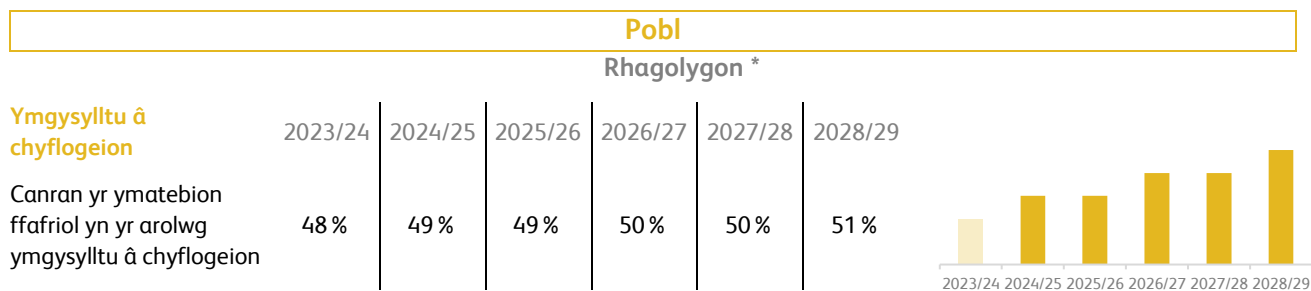 Pobl
Rhagolygon *
Ymgysylltu â
chyflogeion
2023/24 2024/25 2025/26 2026/27 2027/28 2028/29
Canran yr ymatebion
ffafriol yn yr arolwg
ymgysylltu â chyflogeion
48 % 49 % 49 % 50 % 50 % 51 %
2023/24 2024/25 2025/26 2026/27 2027/28 2028/29